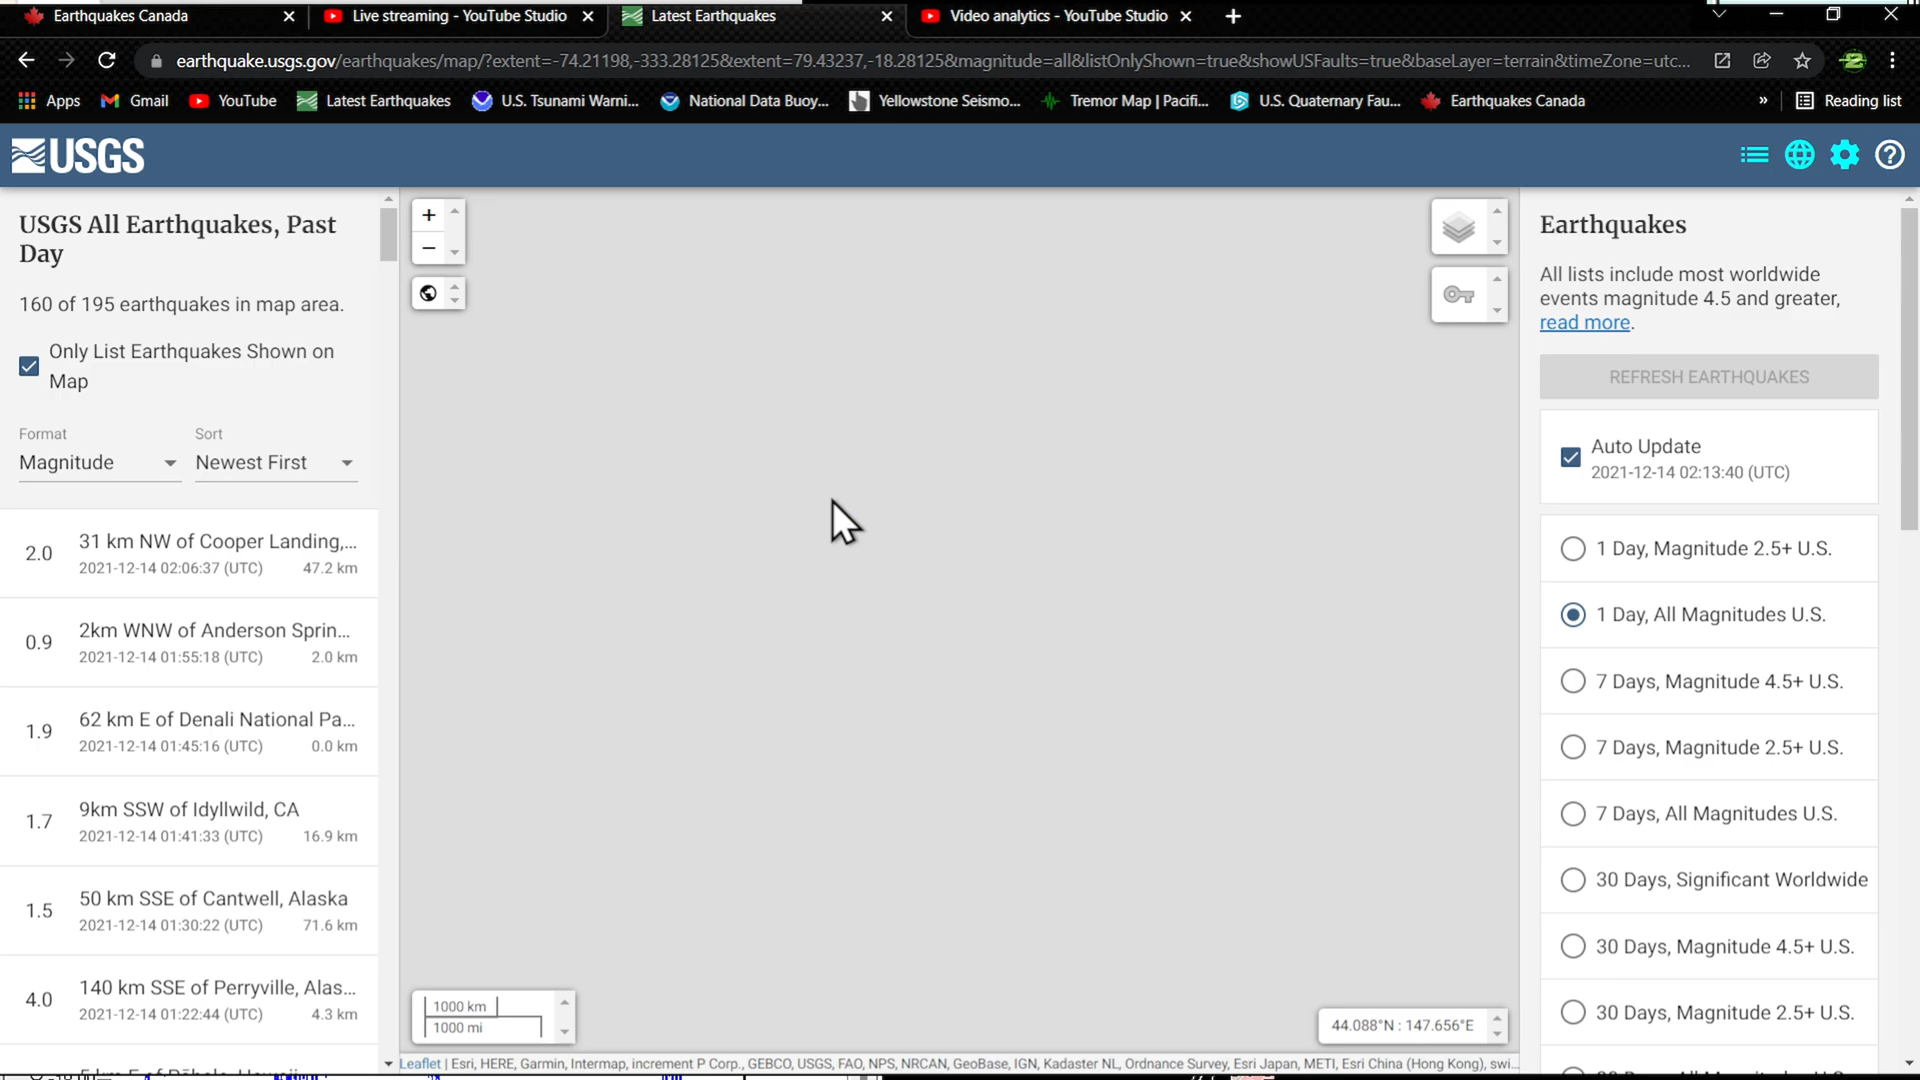 Earthquakes Canada
Live streaming - YouTube Studio
Latest Earthquakes
Video analytics - YouTube Studio
earthquake.usgs.gov/earthquakes/map/?extent=-74.21198,-333.28125&extent=79.43237,-18.28125&magnitude=all&listOnlyShown=true&showUSFaults=true&baseLayer=terrain&timeZone=utc...
Apps
Gmail
YouTube
Latest Earthquakes
U.S. Tsunami Warni...
National Data Buoy...
Yellowstone Seismo...
Tremor Map | Pacifi...
U.S. Quaternary Fau...
Earthquakes Canada
»
Reading list
USGS
USGS All Earthquakes, Past
Day
160 of 195 earthquakes in map area.
Only List Earthquakes Shown on
Map
Format
Sort
Magnitude
Newest First
2.0
31 km NW of Cooper Landing,...
2021-12-14 02:06:37 (UTC) 47.2 km
0.9
2km WNW of Anderson Sprin...
2021-12-14 01:55:18 (UTC) 2.0 km
1.9
62 km E of Denali National Pa...
2021-12-14 01:45:16 (UTC) 0.0 km
1.7
9km SSW of Idyllwild, CA
2021-12-14 01:41:33 (UTC) 16.9 km
1.5
50 km SSE of Cantwell, Alaska
2021-12-14 01:30:22 (UTC) 71.6 km
4.0
140 km SSE of Perryville, Alas...
2021-12-14 01:22:44 (UTC) 4.3 km
+
−
1000 km
1000 mi
44.088°N : 147.656°E
Leaflet | Esri, HERE, Garmin, Intermap, increment P Corp., GEBCO, USGS, FAO, NPS, NRCAN, GeoBase, IGN, Kadaster NL, Ordnance Survey, Esri Japan, METI, Esri China (Hong Kong), swi...
Earthquakes
All lists include most worldwide
events magnitude 4.5 and greater,
read more.
REFRESH EARTHQUAKES
Auto Update
2021-12-14 02:13:40 (UTC)
1 Day, Magnitude 2.5+ U.S.
1 Day, All Magnitudes U.S.
7 Days, Magnitude 4.5+ U.S.
7 Days, Magnitude 2.5+ U.S.
7 Days, All Magnitudes U.S.
30 Days, Significant Worldwide
30 Days, Magnitude 4.5+ U.S.
30 Days, Magnitude 2.5+ U.S.